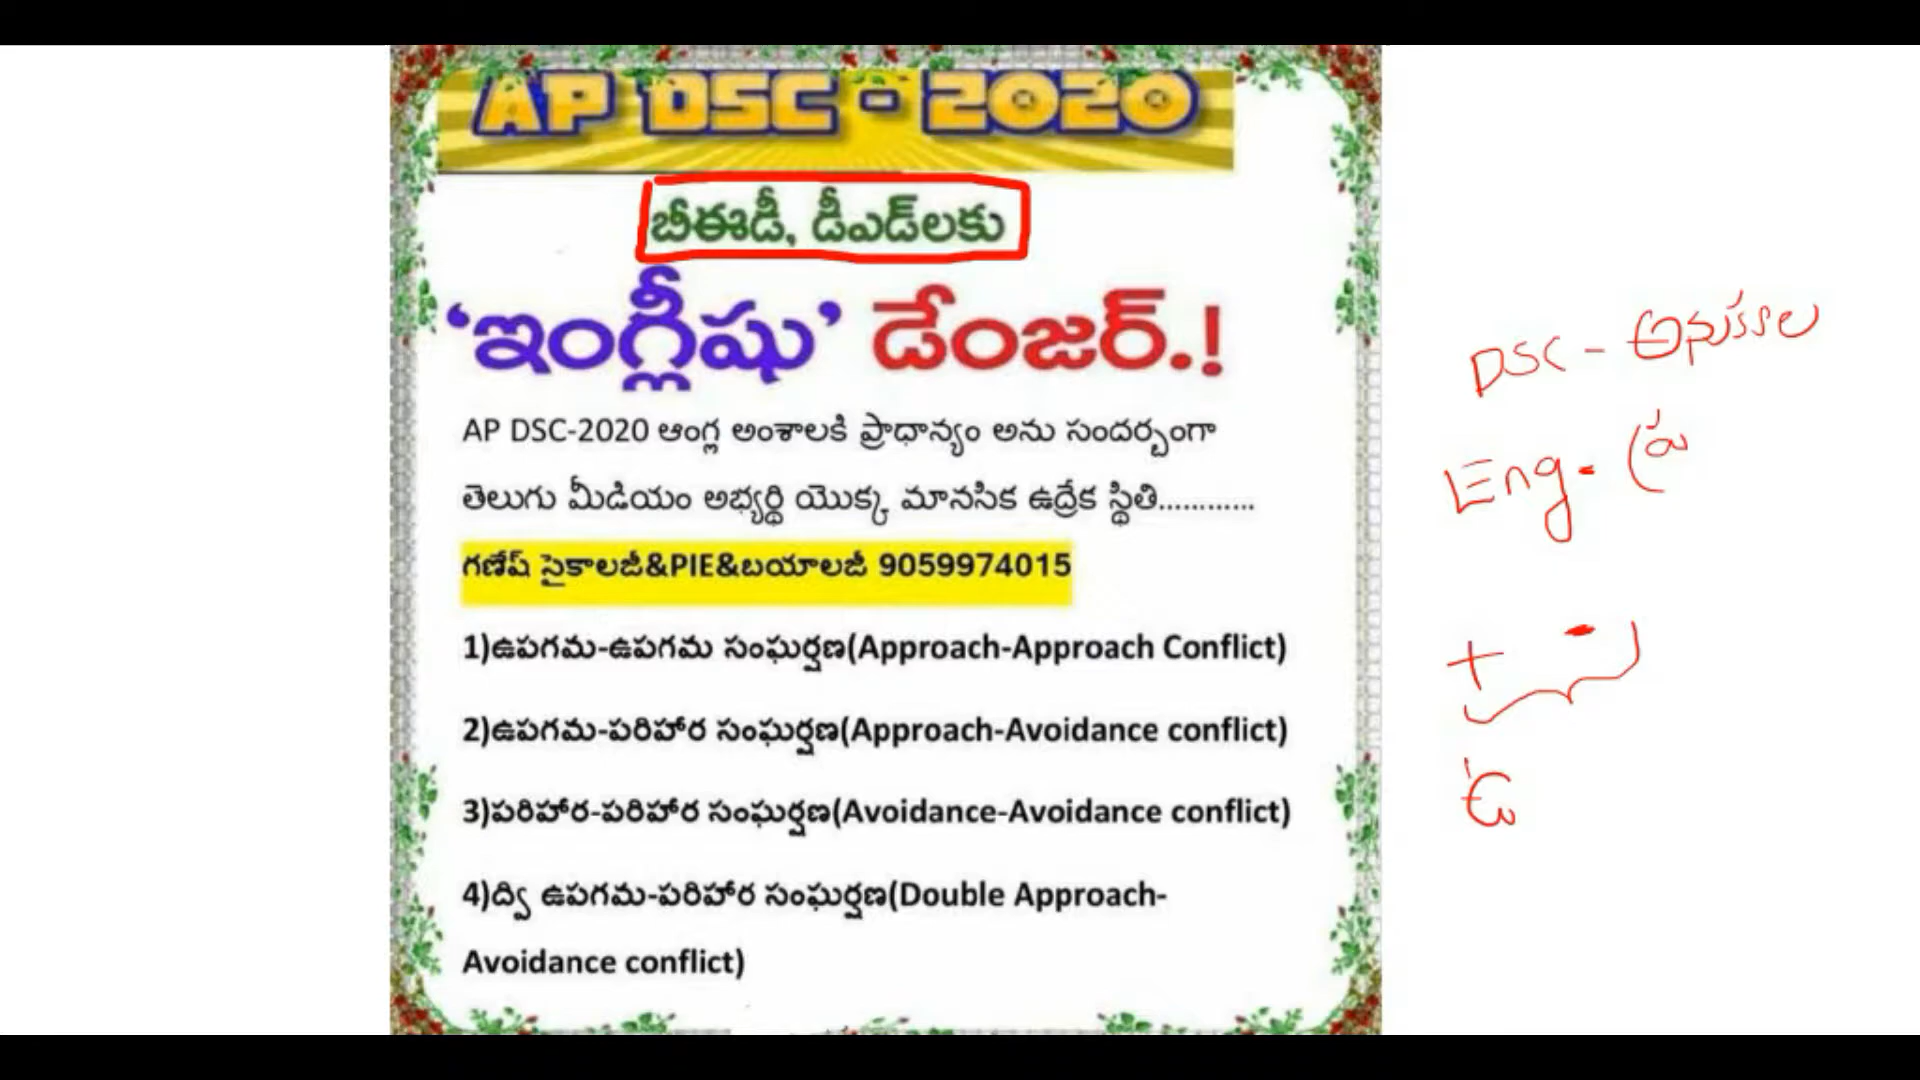 AP DSC - 2020
బీఈడీ, డీఎడ్‌లకు
‘ఇంగ్లీషు’ డేంజర్.!
AP DSC-2020 ఆంగ్ల అంశాలకి ప్రాధాన్యం అను సందర్భంగా
తెలుగు మీడియం అభ్యర్థి యొక్క మానసిక ఉద్రేక స్థితి............
గణేష్ సైకాలజీ&PIE&బయాలజీ 9059974015
1)ఉపగమ-ఉపగమ సంఘర్షణ(Approach-Approach Conflict)
2)ఉపగమ-పరిహార సంఘర్షణ(Approach-Avoidance conflict)
3)పరిహార-పరిహార సంఘర్షణ(Avoidance-Avoidance conflict)
4)ద్వి ఉపగమ-పరిహార సంఘర్షణ(Double Approach-
Avoidance conflict)
DSC -
Eng -
+ -
ఉ